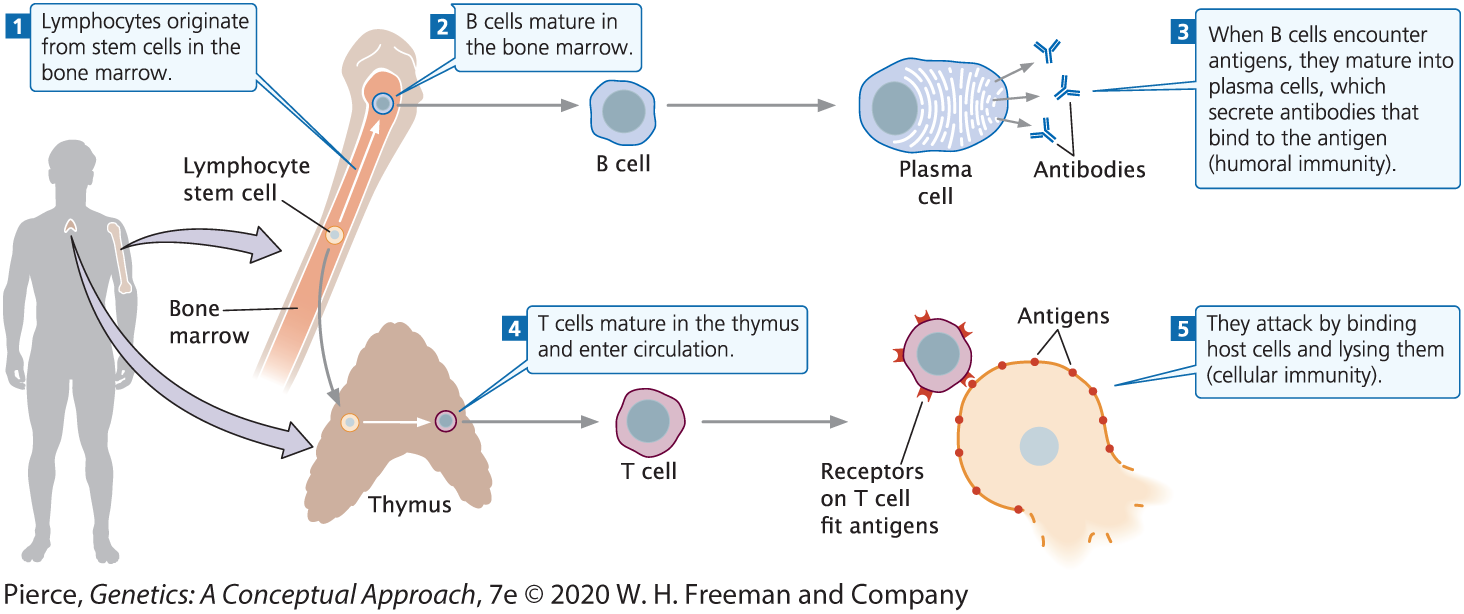 1
Lymphocytes originate
from stem cells in the
bone marrow.
2
B cells mature in
the bone marrow.
3
When B cells encounter
antigens, they mature into
plasma cells, which
secrete antibodies that
bind to the antigen
(humoral immunity).
Lymphocyte
stem cell
B cell
Plasma
cell
Antibodies
Bone
marrow
4
T cells mature in the thymus
and enter circulation.
Antigens
5
They attack by binding
host cells and lysing them
(cellular immunity).
Thymus
T cell
Receptors
on T cell
fit antigens
Pierce, Genetics: A Conceptual Approach, 7e © 2020 W. H. Freeman and Company